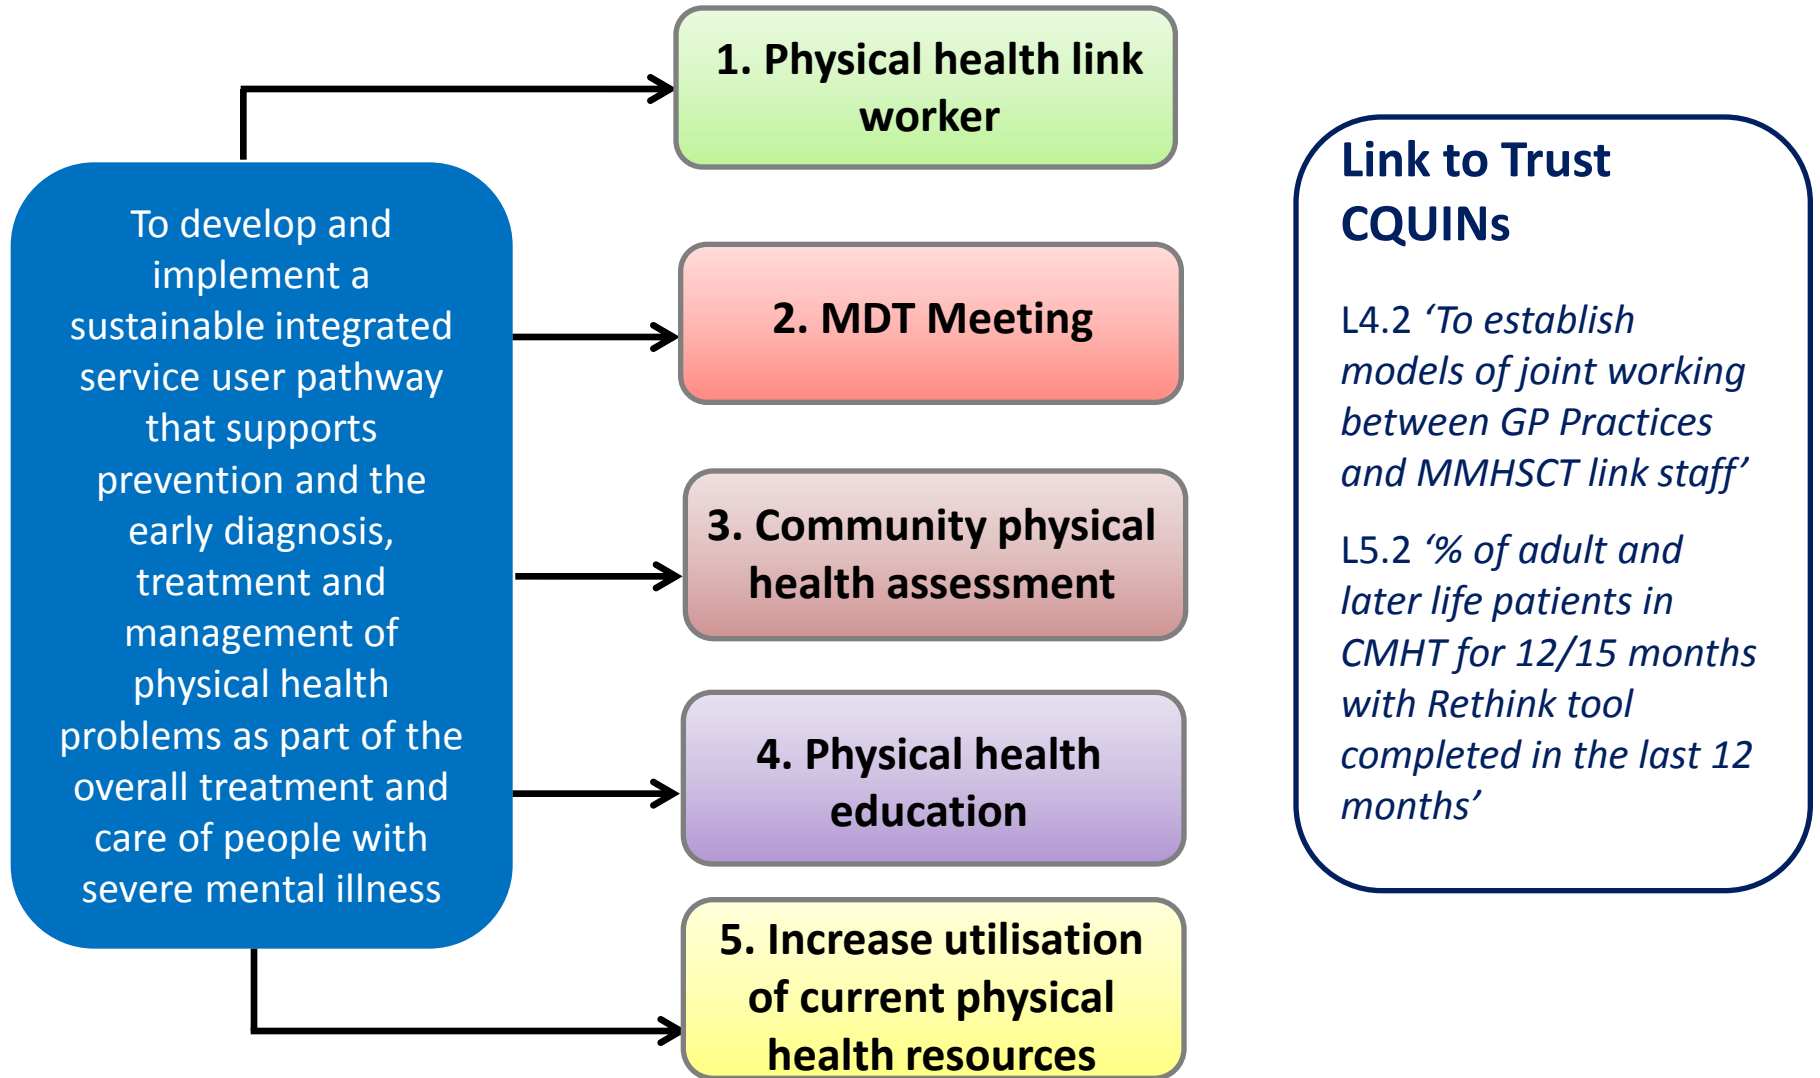 To develop and
implement a
sustainable integrated
service user pathway
that supports
prevention and the
early diagnosis,
treatment and
management of
physical health
problems as part of the
overall treatment and
care of people with
severe mental illness
1. Physical health link
worker
2. MDT Meeting
3. Community physical
health assessment
4. Physical health
education
5. Increase utilisation
of current physical
health resources
Link to Trust
CQUINs
L4.2 ‘To establish
models of joint working
between GP Practices
and MMHSCT link staff’
L5.2 ‘% of adult and
later life patients in
CMHT for 12/15 months
with Rethink tool
completed in the last 12
months’